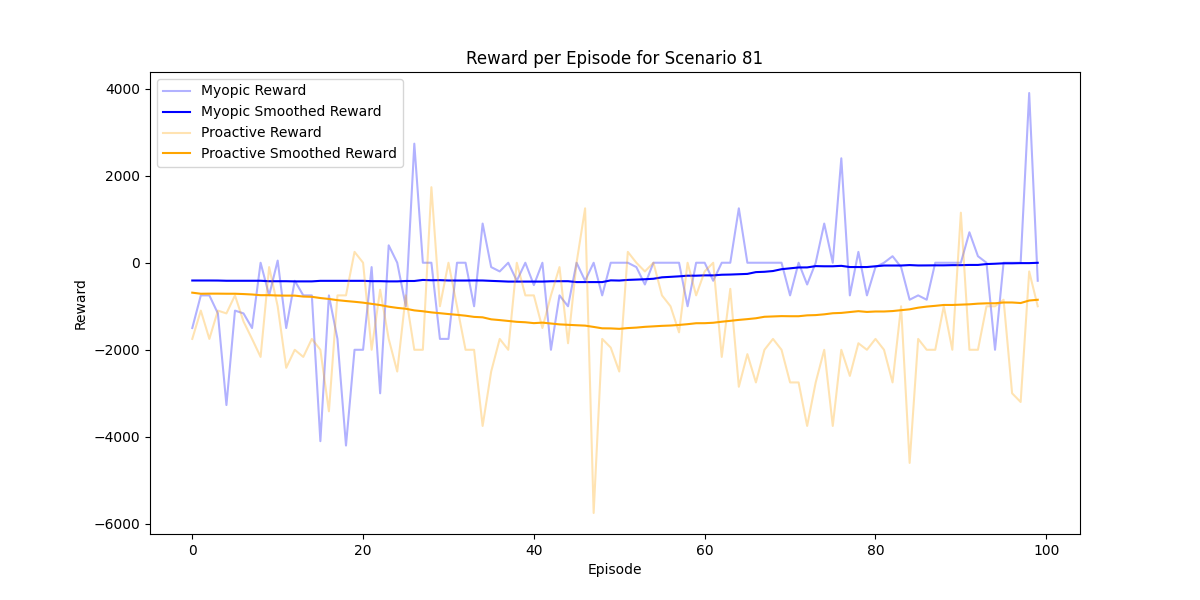 Reward per Episode for Scenario 81
Myopic Reward
Myopic Smoothed Reward
Proactive Reward
Proactive Smoothed Reward
4000
2000
0
−2000
−4000
−6000
Reward
0 20 40 60 80 100
Episode